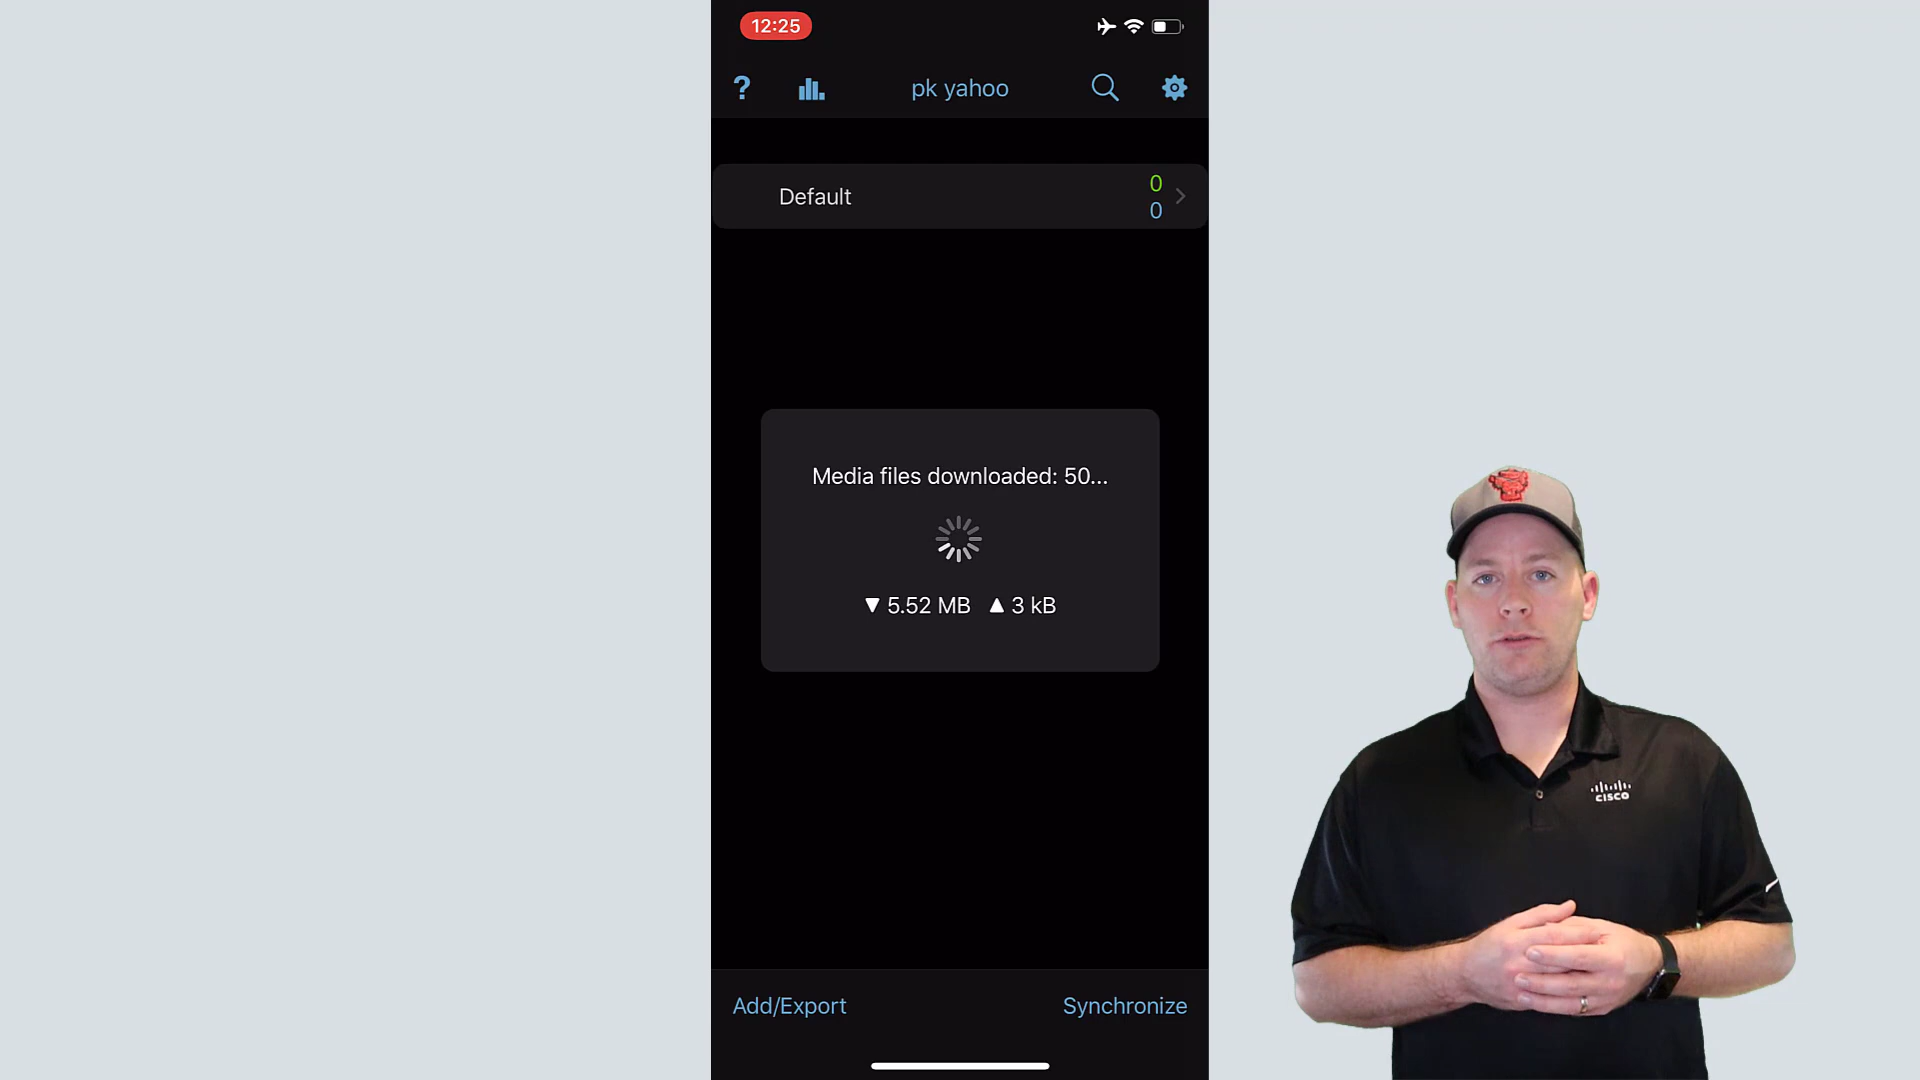 12:25
? pk yahoo
Default
0
0
Media files downloaded: 50...
▼ 5.52 MB ▲ 3 kB
Add/Export
Synchronize
CISCO